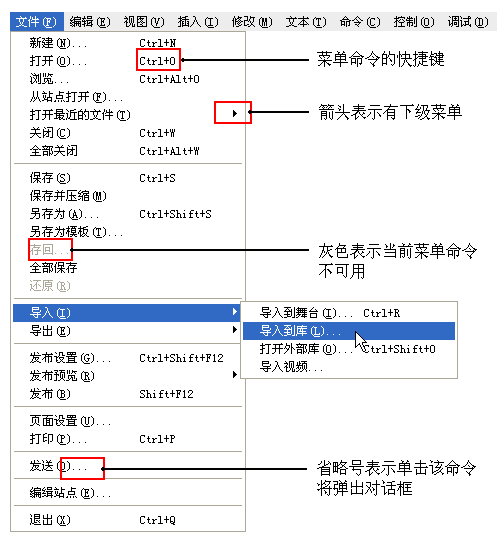 文件(F) 编辑(E) 视图(V) 插入(I) 修改(M) 文本(T) 命令(C) 控制(O) 调试(D)
新建(N)... Ctrl+N
打开(O)... Ctrl+O
菜单命令的快捷键
浏览... Ctrl+Alt+O
从站点打开(F)...
打开最近的文件(T)
箭头表示有下级菜单
关闭(C) Ctrl+W
全部关闭 Ctrl+Alt+W
保存(S) Ctrl+S
保存并压缩(M)
另存为(A)... Ctrl+Shift+S
另存为模板(T)...
存回...
灰色表示当前菜单命令
不可用
全部保存
还原(R)
导入(I)
导出(E)
导入到舞台(I)... Ctrl+R
导入到库(L)...
打开外部库(O)... Ctrl+Shift+O
导入视频...
发布设置(G)... Ctrl+Shift+F12
发布预览(R)
发布(B) Shift+F12
页面设置(U)...
打印(P)... Ctrl+P
发送(D)...
省略号表示单击该命令
将弹出对话框
编辑站点(E)...
退出(X) Ctrl+Q